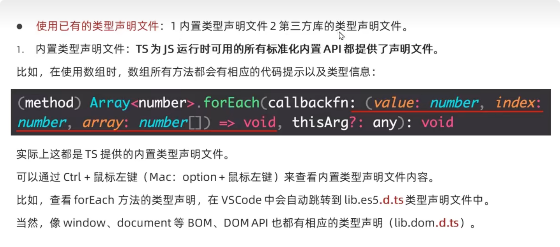 ● 使用已有的类型声明文件：1 内置类型声明文件 2 第三方库的类型声明文件。
1. 内置类型声明文件：TS 为 JS 运行时可用的所有标准化内置 API 都提供了声明文件。
比如，在使用数组时，数组所有方法都会有相应的代码提示以及类型信息：
(method) Array<number>.forEach(callbackfn: (value: number, index:
number, array: number[]) => void, thisArg?: any): void
实际上这都是 TS 提供的内置类型声明文件。
可以通过 Ctrl + 鼠标左键（Mac：option + 鼠标左键）来查看内置类型声明文件内容。
比如，查看 forEach 方法的类型声明，在 VSCode 中会自动跳转到 lib.es5.d.ts 类型声明文件中。
当然，像 window、document 等 BOM、DOM API 也都有相应的类型声明（lib.dom.d.ts）。